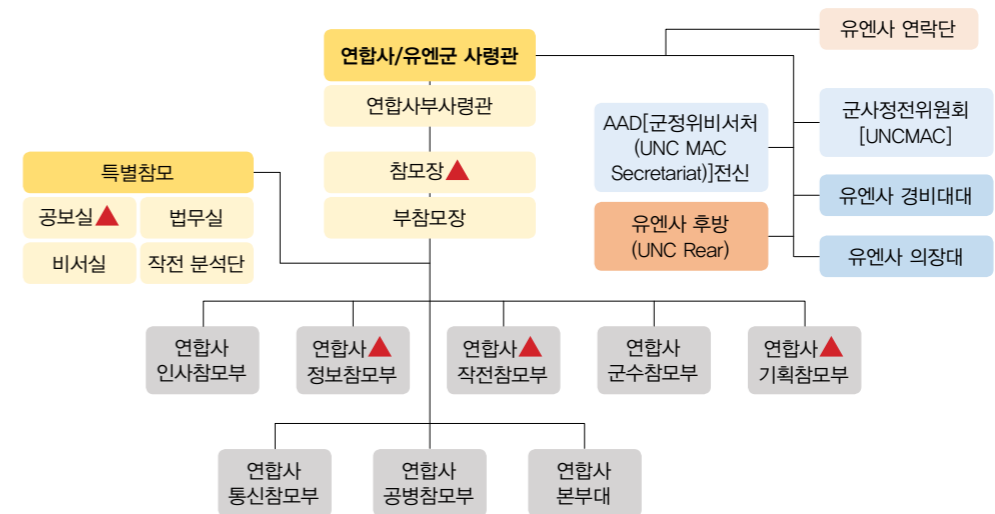 연합사/유엔군 사령관
연합사부사령관
참모장▲
부참모장
유엔사 연락단
AAD[군정위비서처
(UNC MAC
Secretariat)]전신
군사정전위원회
[UNCMAC]
유엔사 경비대대
유엔사 후방
(UNC Rear)
유엔사 의장대
특별참모
공보실▲
법무실
비서실
작전 분석단
연합사
인사참모부
연합사▲
정보참모부
연합사▲
작전참모부
연합사
군수참모부
연합사▲
기획참모부
연합사
통신참모부
연합사
공병참모부
연합사
본부대